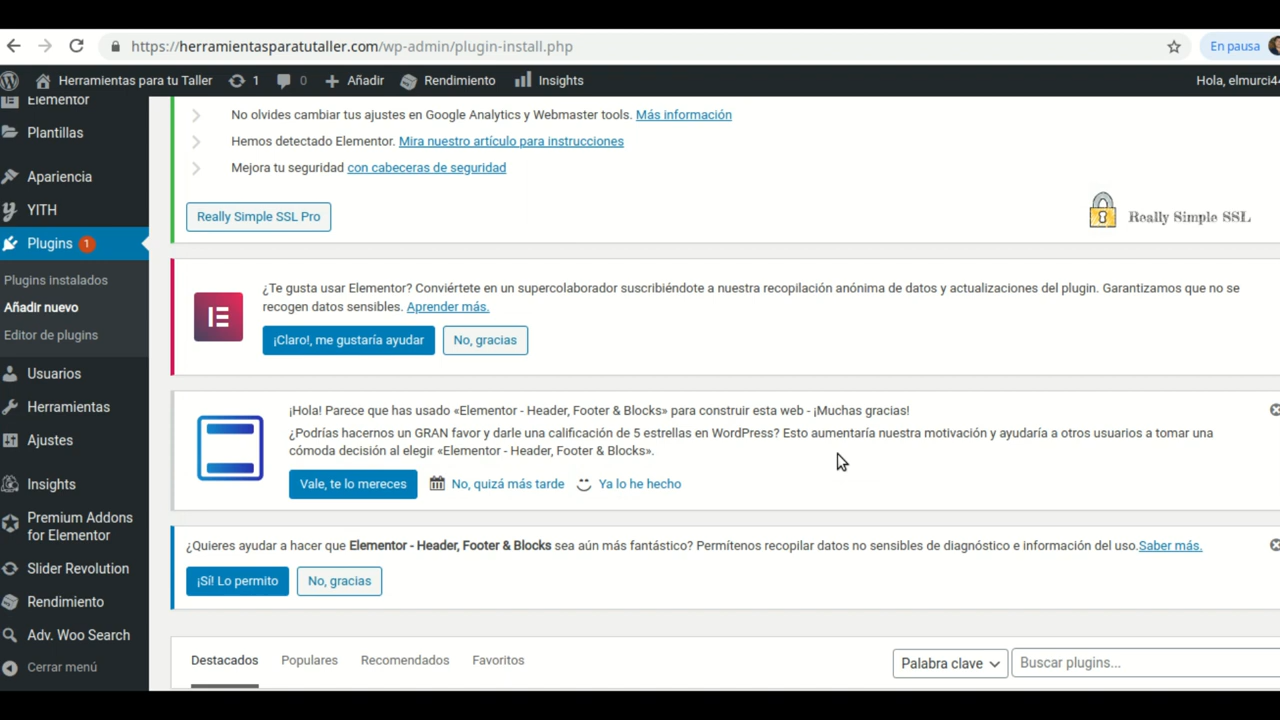 https://herramientasparatutaller.com/wp-admin/plugin-install.php
En pausa
Herramientas para tu Taller
1
0
Añadir
Rendimiento
Insights
Hola, elmurci4
Elementor
Plantillas
Apariencia
YITH
Plugins 1
Plugins instalados
Añadir nuevo
Editor de plugins
Usuarios
Herramientas
Ajustes
Insights
Premium Addons
for Elementor
Slider Revolution
Rendimiento
Adv. Woo Search
Cerrar menú
No olvides cambiar tus ajustes en Google Analytics y Webmaster tools. Más información
Hemos detectado Elementor. Mira nuestro artículo para instrucciones
Mejora tu seguridad con cabeceras de seguridad
Really Simple SSL Pro
Really Simple SSL
¿Te gusta usar Elementor? Conviértete en un supercolaborador suscribiéndote a nuestra recopilación anónima de datos y actualizaciones del plugin. Garantizamos que no se
recogen datos sensibles. Aprender más.
¡Claro!, me gustaría ayudar
No, gracias
¡Hola! Parece que has usado «Elementor - Header, Footer & Blocks» para construir esta web - ¡Muchas gracias!
¿Podrías hacernos un GRAN favor y darle una calificación de 5 estrellas en WordPress? Esto aumentaría nuestra motivación y ayudaría a otros usuarios a tomar una
cómoda decisión al elegir «Elementor - Header, Footer & Blocks».
Vale, te lo mereces
No, quizá más tarde
Ya lo he hecho
¿Quieres ayudar a hacer que Elementor - Header, Footer & Blocks sea aún más fantástico? Permítenos recopilar datos no sensibles de diagnóstico e información del uso.Saber más.
¡Sí! Lo permito
No, gracias
Destacados
Populares
Recomendados
Favoritos
Palabra clave
Buscar plugins...